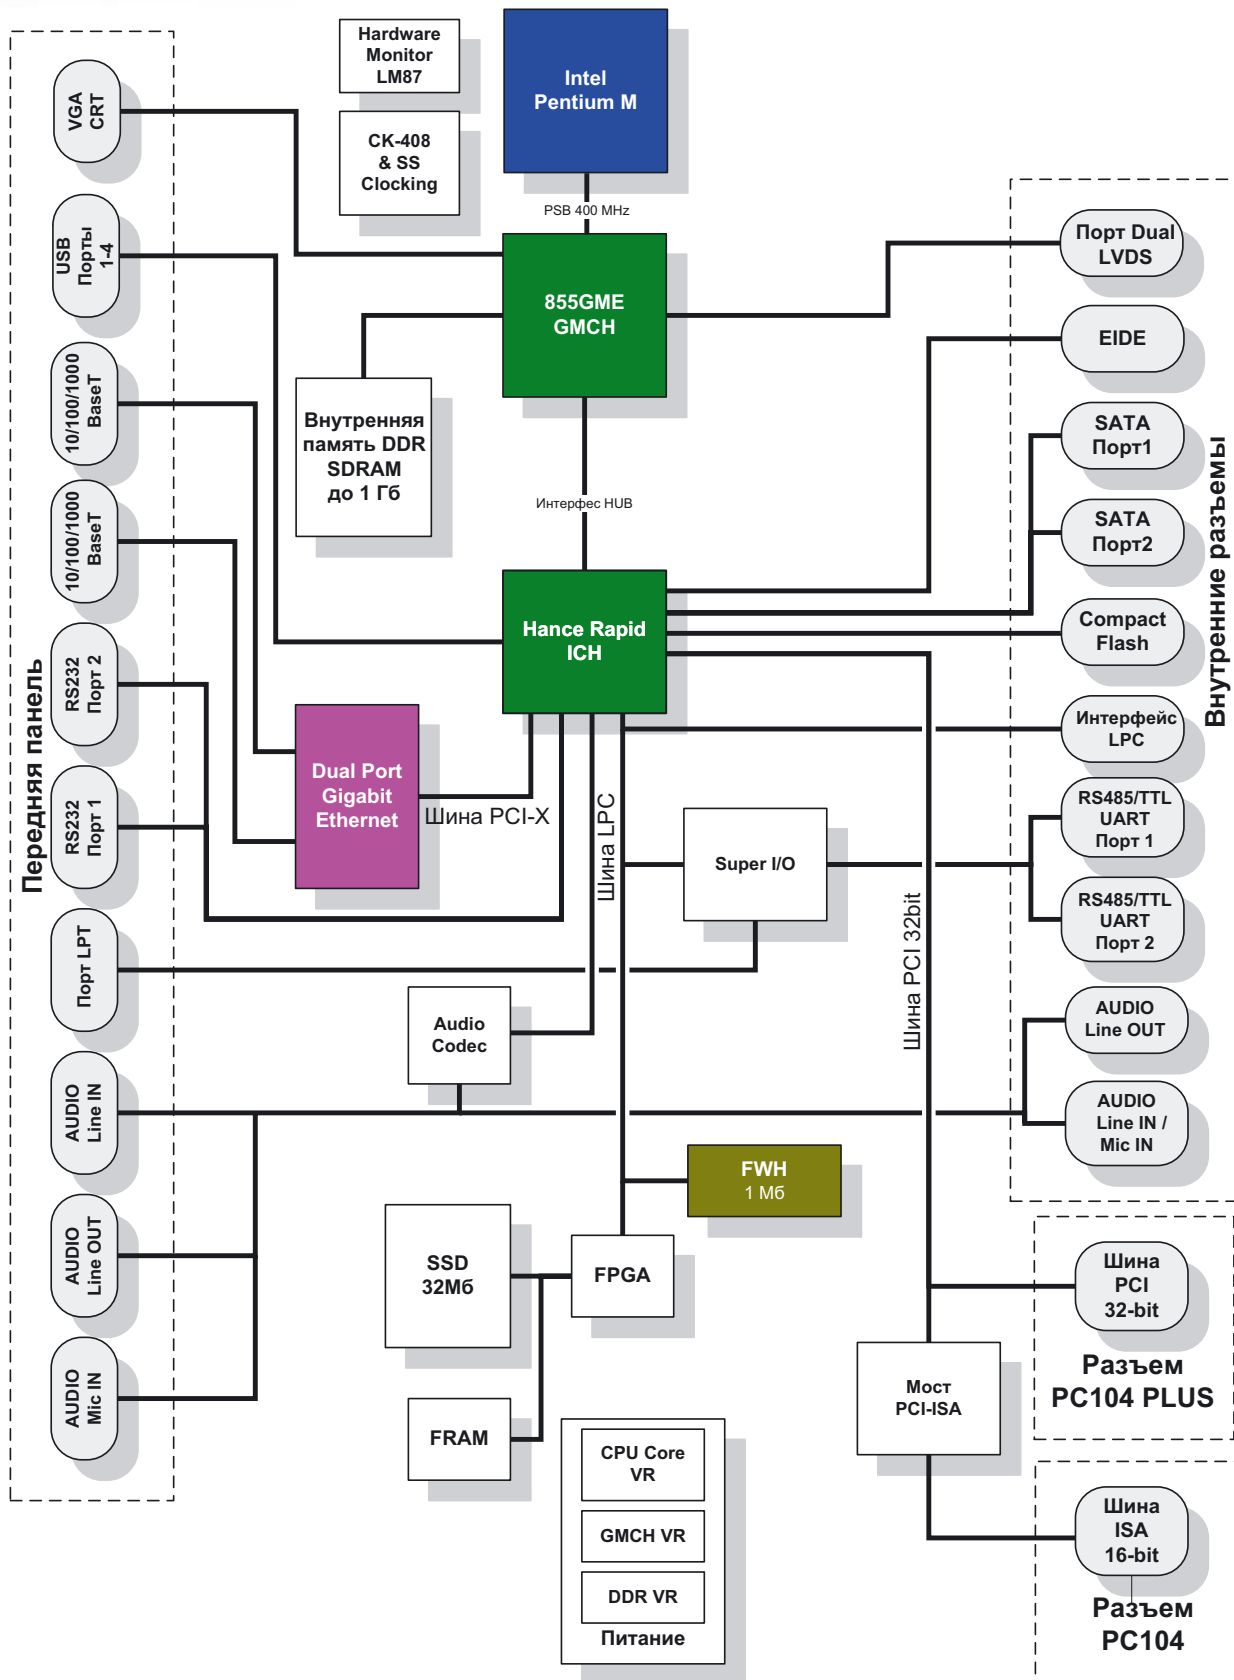 Hardware
Monitor
LM87
CK-408
& SS
Clocking
Intel
Pentium M
PSB 400 MHz
855GME
GMCH
Внутренняя
память DDR
SDRAM
до 1 Гб
Интерфес HUB
Hance Rapid
ICH
Передняя панель
VGA
CRT
USB
Порты
1-4
10/100/1000
BaseT
10/100/1000
BaseT
RS232
Порт 2
RS232
Порт 1
Порт LPT
AUDIO
Line IN
AUDIO
Line OUT
AUDIO
Mic IN
Dual Port
Gigabit
Ethernet
Шина PCI-X
Шина LPC
Super I/O
Шина PCI 32bit
Audio
Codec
FWH
1 Мб
SSD
32Мб
FPGA
FRAM
CPU Core
VR
GMCH VR
DDR VR
Питание
Мост
PCI-ISA
Внутренние разъемы
Порт Dual
LVDS
EIDE
SATA
Порт1
SATA
Порт2
Compact
Flash
Интерфейс
LPC
RS485/TTL
UART
Порт 1
RS485/TTL
UART
Порт 2
AUDIO
Line OUT
AUDIO
Line IN /
Mic IN
Шина
PCI
32-bit
Разъем
PC104 PLUS
Шина
ISA
16-bit
Разъем
PC104